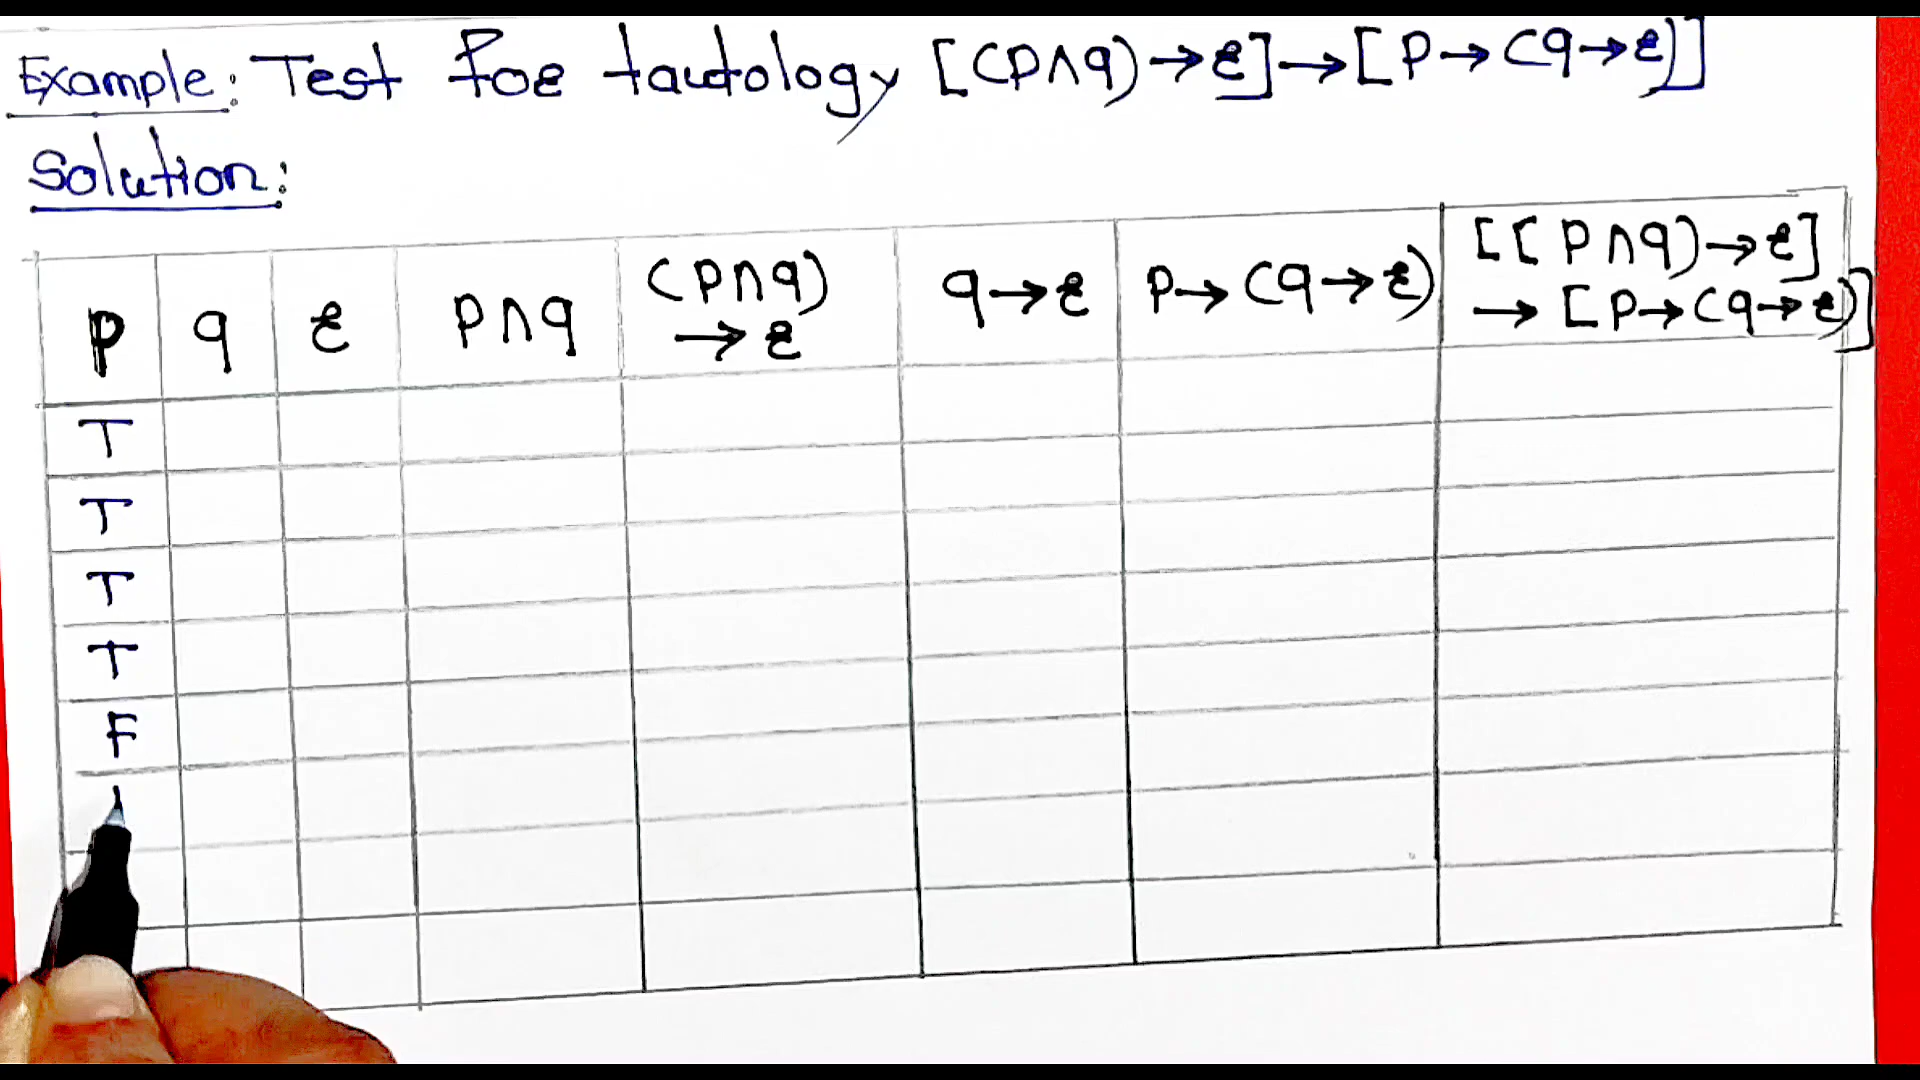 Example: Test for tautology [(p∧q)→r]→[p→(q→r)]
Solution:
p q r p∧q (p∧q)→r q→r p→(q→r) [[p∧q)→r]→[p→(q→r)]
T
T
T
T
F